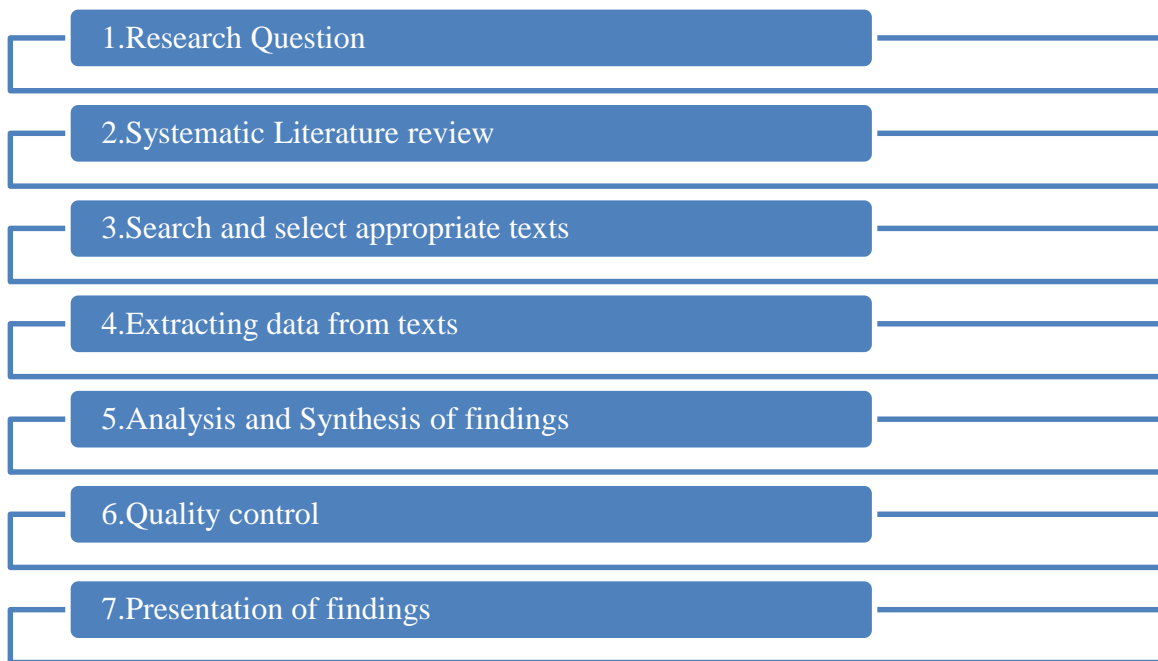 1.Research Question
2.Systematic Literature review
3.Search and select appropriate texts
4.Extracting data from texts
5.Analysis and Synthesis of findings
6.Quality control
7.Presentation of findings